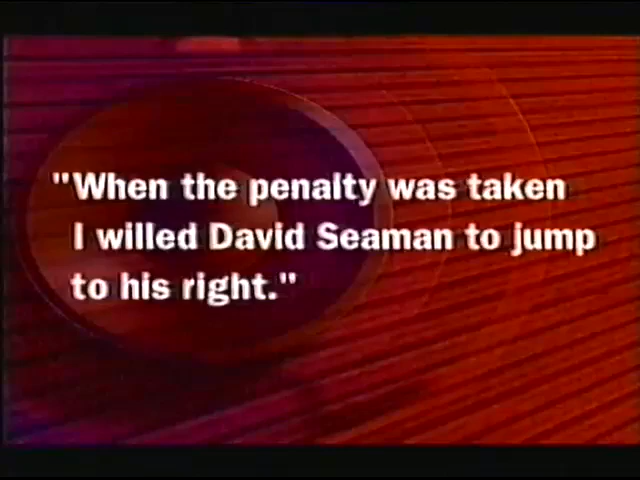 "When the penalty was taken
I willed David Seaman to jump
to his right."